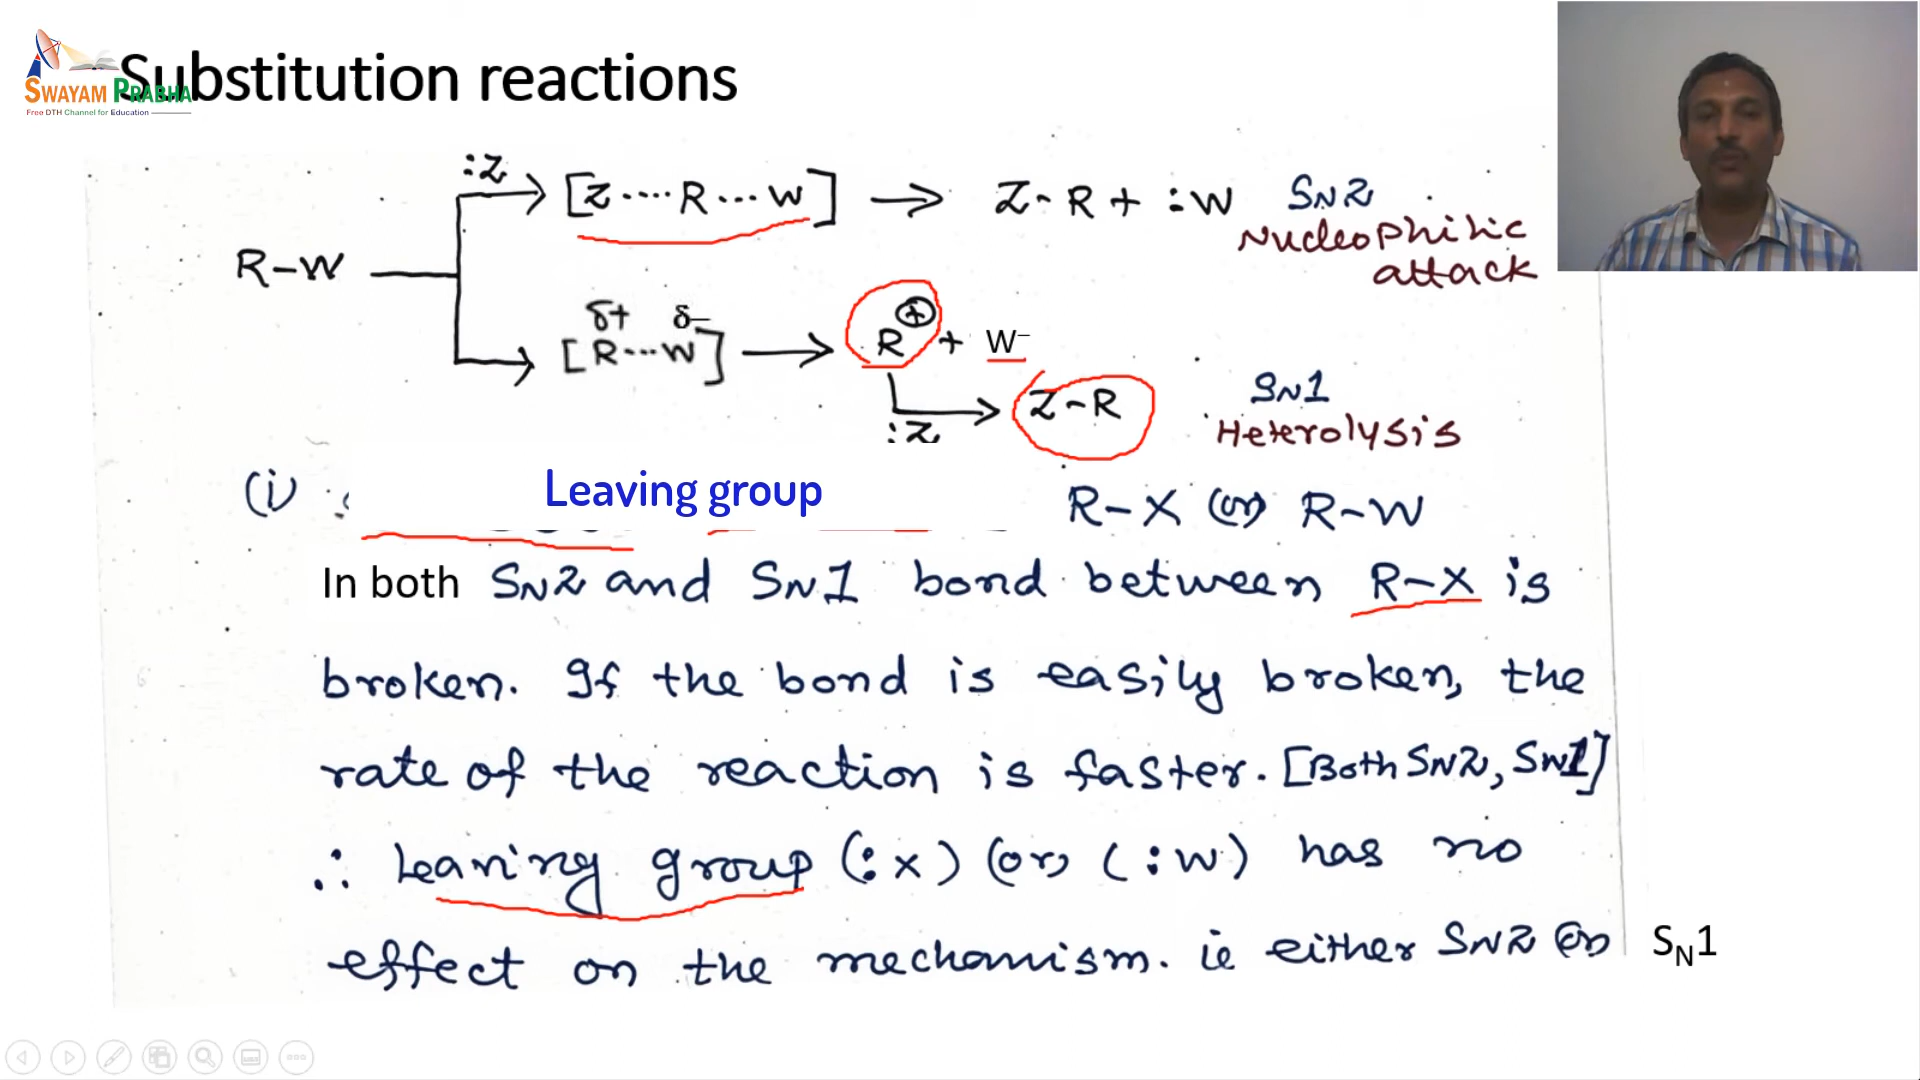 SWAYAM PRABHA
Free DTH Channel for Education
Substitution reactions
:Z
[Z····R···W] → Z-R + :W SN2
Nucleophilic
attack
R-W
δ+ δ–
[R···W] → R⊕ + W–
:Z
Z-R
SN1
Heterolysis
(i)
Leaving group
R-X (or) R-W
In both SN2 and SN1 bond between R-X is
broken. If the bond is easily broken, the
rate of the reaction is faster. [Both SN2, SN1]
∴ Leaving group (:X) (or) (:W) has no
effect on the mechanism. ie either SN2 (or) SN1